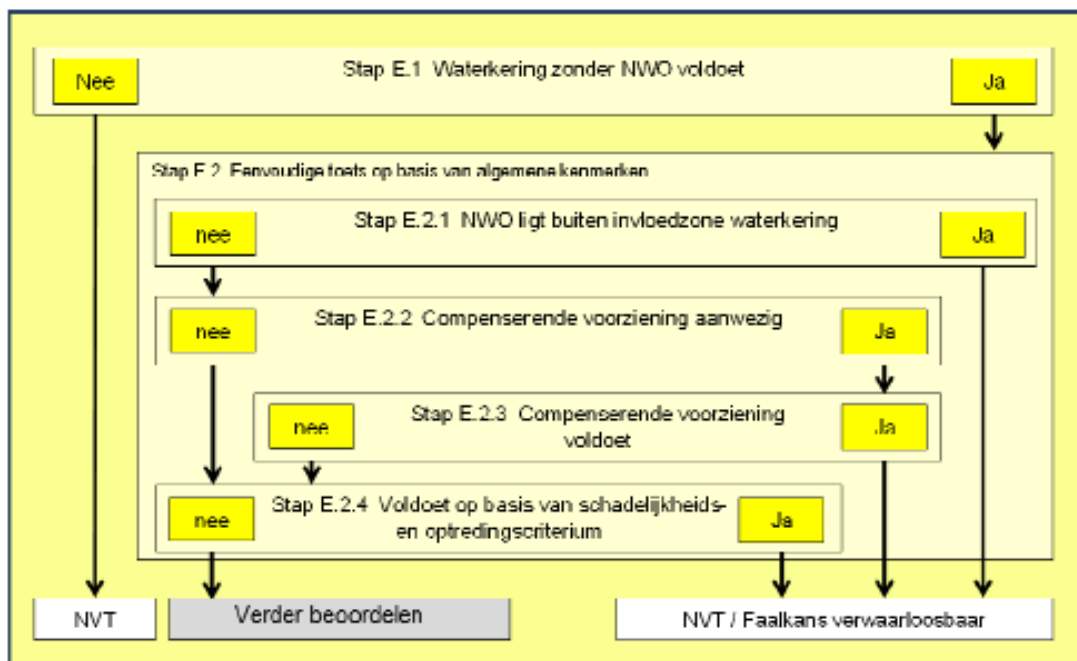 Nee
Stap E.1 Waterkering zonder NWO voldoet
Ja
Stap E.2 Eenvoudige toets op basis van algemene kenmerken
nee
Stap E.2.1 NWO ligt buiten invloedzone waterkering
Ja
nee
Stap E.2.2 Compenserende voorziening aanwezig
Ja
nee
Stap E.2.3 Compenserende voorziening
voldoet
Ja
nee
Stap E.2.4 Voldoet op basis van schadelijkheids-
en optredingscriterium
Ja
NVT
Verder beoordelen
NVT / Faalkans verwaarloosbaar